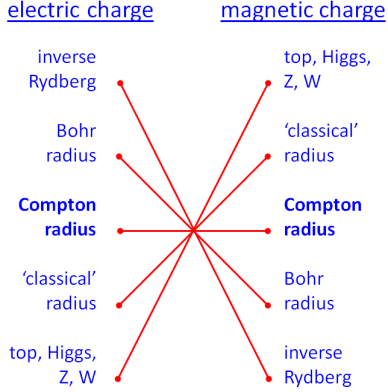 electric charge
magnetic charge
inverse
Rydberg
top, Higgs,
Z, W
Bohr
radius
‘classical’
radius
Compton
radius
Compton
radius
‘classical’
radius
Bohr
radius
top, Higgs,
Z, W
inverse
Rydberg